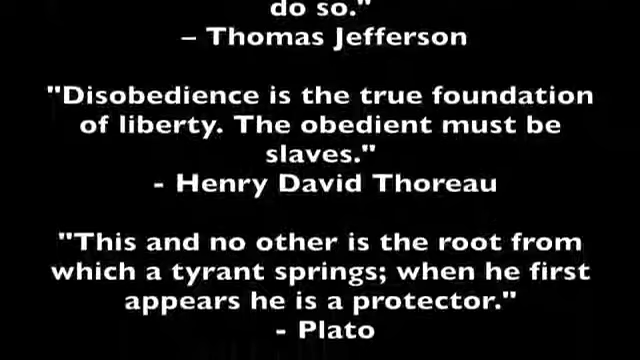 do so."
– Thomas Jefferson
"Disobedience is the true foundation
of liberty. The obedient must be
slaves."
- Henry David Thoreau
"This and no other is the root from
which a tyrant springs; when he first
appears he is a protector."
- Plato